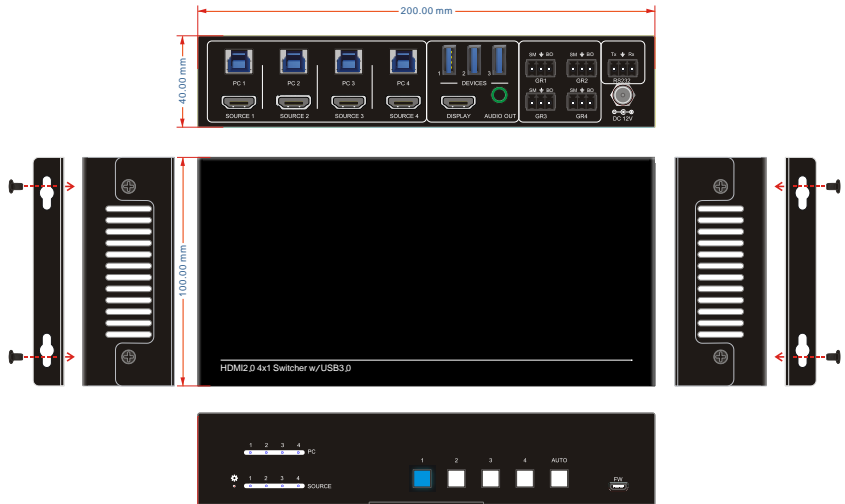 200.00 mm
40.00 mm
PC 1 PC 2 PC 3 PC 4
SOURCE 1 SOURCE 2 SOURCE 3 SOURCE 4
1 2 3
DEVICES
DISPLAY AUDIO OUT
SM BO SM BO
GR1 GR2
SM BO SM BO
GR3 GR4
Tx Rx
RS232
DC 12V
100.00 mm
HDMI2.0 4x1 Switcher w/USB3.0
1 2 3 4
PC
1 2 3 4
SOURCE
1 2 3 4 AUTO
FW